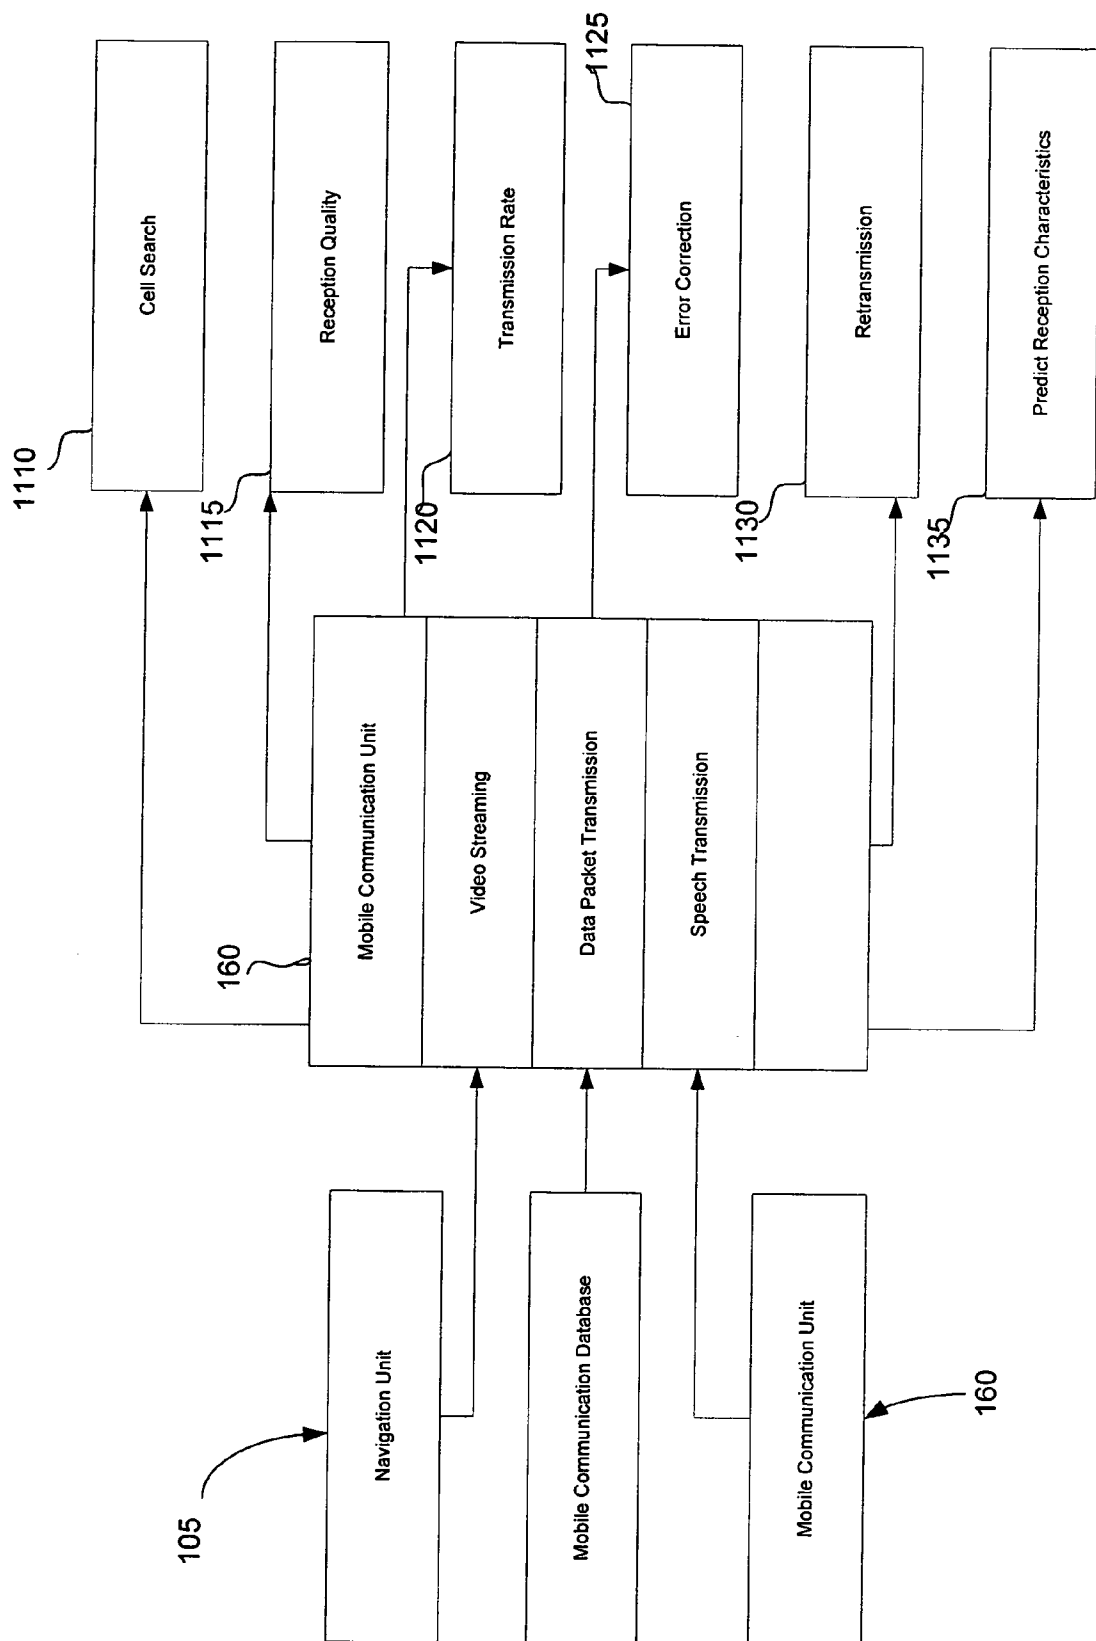 105
Navigation Unit
Mobile Communication Database
Mobile Communication Unit
160
160
Mobile Communication Unit
Video Streaming
Data Packet Transmission
Speech Transmission
1110
Cell Search
1115
Reception Quality
1120
Transmission Rate
1125
Error Correction
1130
Retransmission
1135
Predict Reception Characteristics